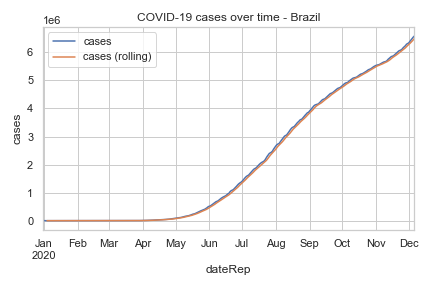 COVID-19 cases over time - Brazil
1e6
cases
cases (rolling)
6
5
4
3
2
1
0
cases
Jan Feb Mar Apr May Jun Jul Aug Sep Oct Nov Dec
2020
dateRep